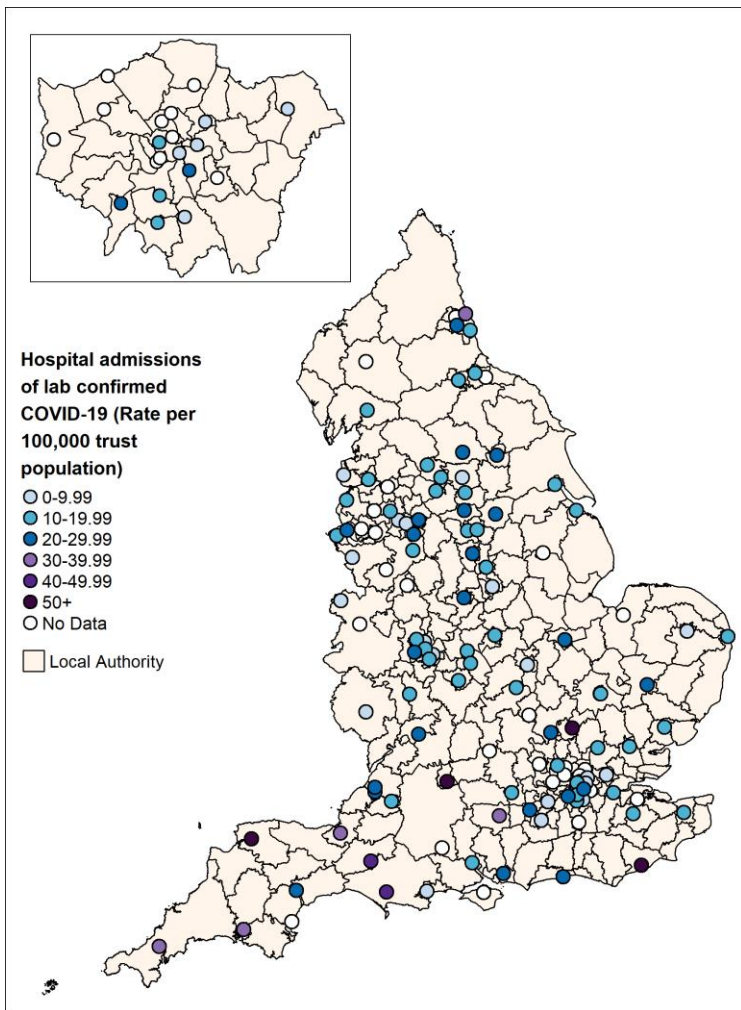 Hospital admissions
of lab confirmed
COVID-19 (Rate per
100,000 trust
population)
0-9.99
10-19.99
20-29.99
30-39.99
40-49.99
50+
No Data
Local Authority